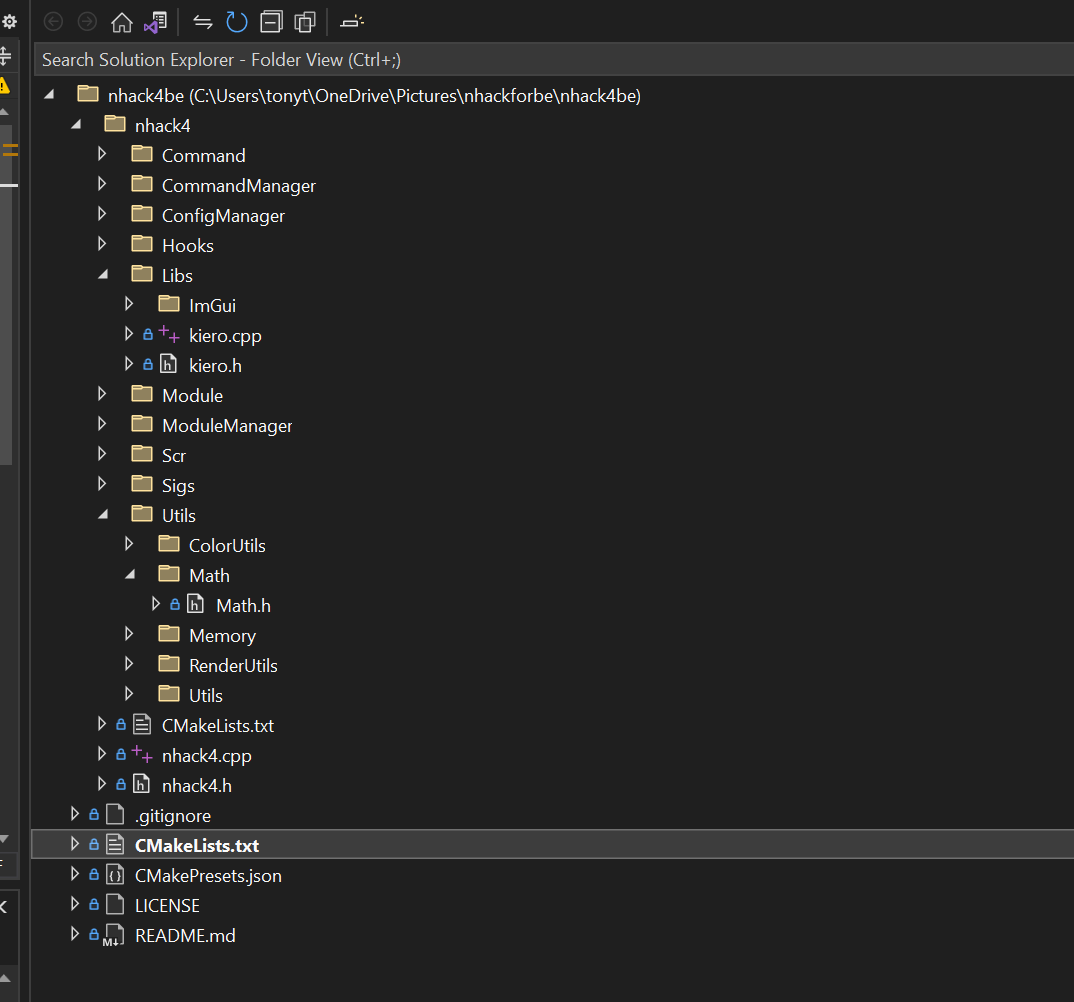 Search Solution Explorer - Folder View (Ctrl+;)
nhack4be (C:\Users\tonyt\OneDrive\Pictures\nhackforbe\nhack4be)
nhack4
Command
CommandManager
ConfigManager
Hooks
Libs
ImGui
kiero.cpp
kiero.h
Module
ModuleManager
Scr
Sigs
Utils
ColorUtils
Math
Math.h
Memory
RenderUtils
Utils
CMakeLists.txt
nhack4.cpp
nhack4.h
.gitignore
CMakeLists.txt
CMakePresets.json
LICENSE
README.md